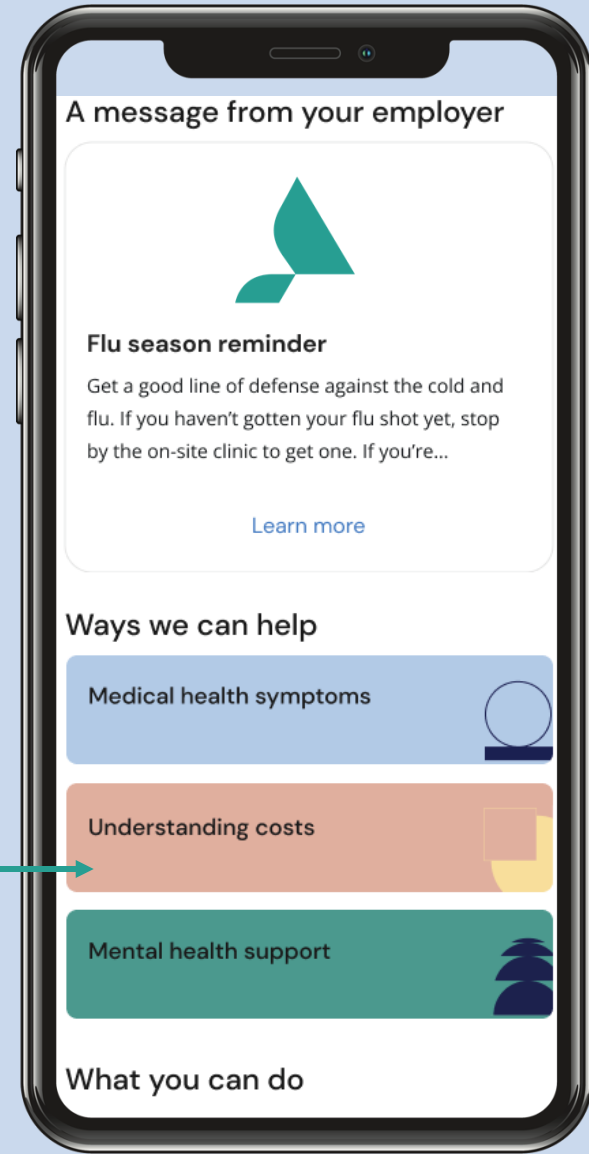 A message from your employer
Flu season reminder
Get a good line of defense against the cold and
flu. If you haven’t gotten your flu shot yet, stop
by the on-site clinic to get one. If you’re...
Learn more
Ways we can help
Medical health symptoms
Understanding costs
Mental health support
What you can do